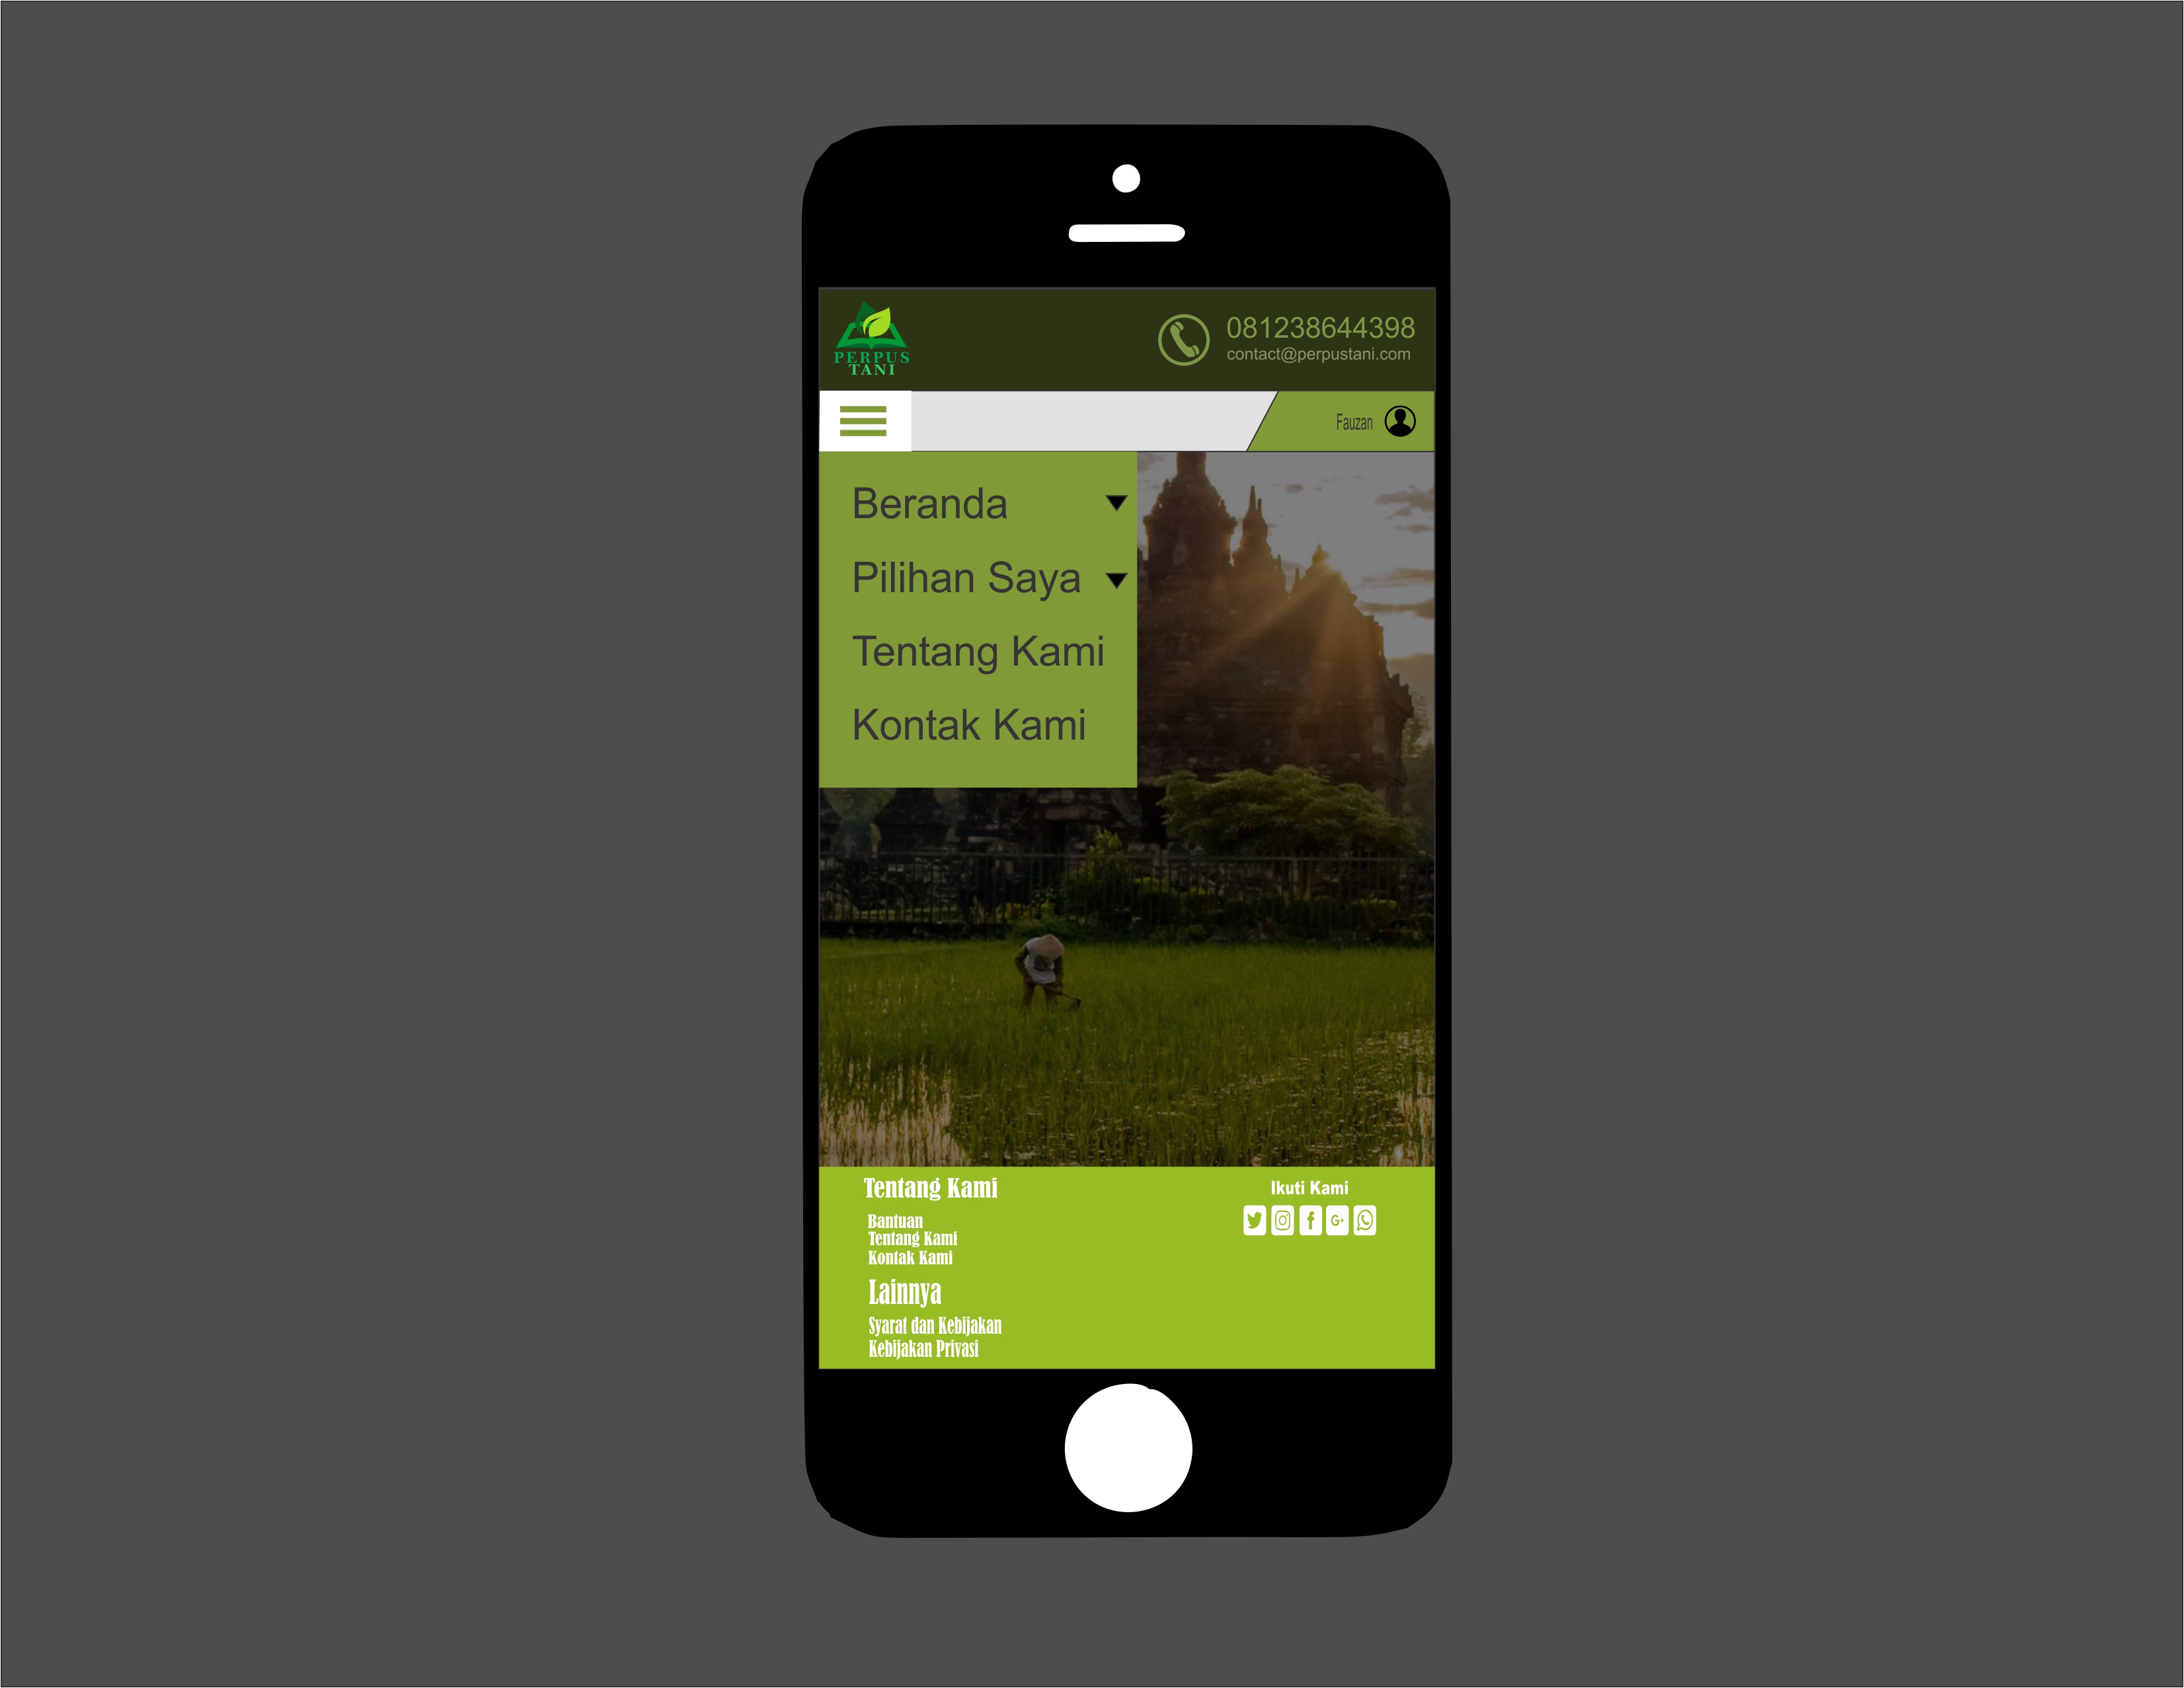 PERPUS
TANI
081238644398
contact@perpustani.com
Fauzan
Beranda
Pilihan Saya
Tentang Kami
Kontak Kami
Tentang Kami
Bantuan
Tentang Kami
Kontak Kami
Lainnya
Syarat dan Kebijakan
Kebijakan Privasi
Ikuti Kami
G+